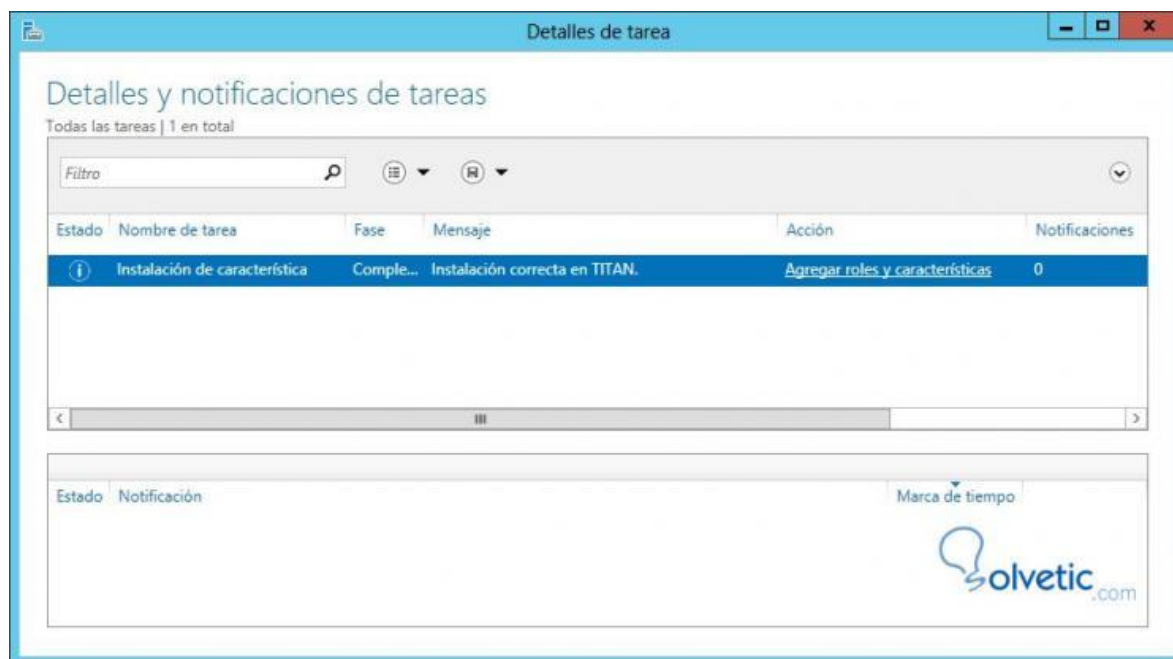 Detalles de tarea
Detalles y notificaciones de tareas
Todas las tareas | 1 en total
Filtro
Estado Nombre de tarea Fase Mensaje Acción Notificaciones
Instalación de característica Comple... Instalación correcta en TITAN. Agregar roles y características 0
Estado Notificación Marca de tiempo
Solvetic.com